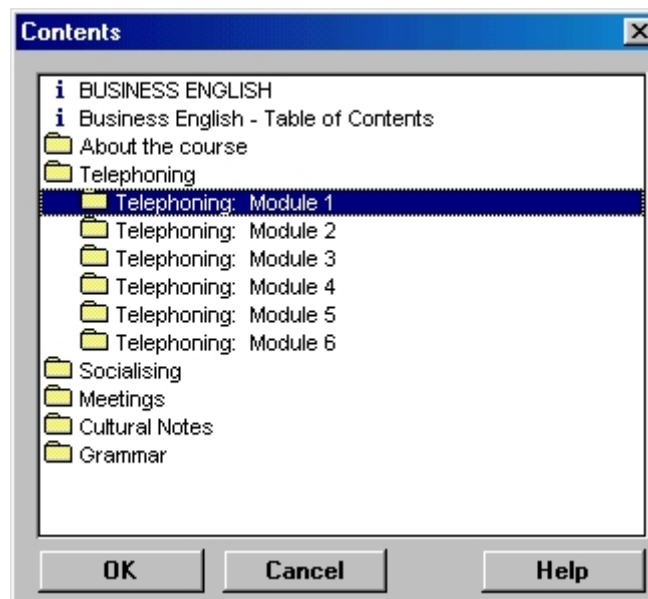 Contents
i BUSINESS ENGLISH
i Business English - Table of Contents
About the course
Telephoning
Telephoning: Module 1
Telephoning: Module 2
Telephoning: Module 3
Telephoning: Module 4
Telephoning: Module 5
Telephoning: Module 6
Socialising
Meetings
Cultural Notes
Grammar
OK Cancel Help